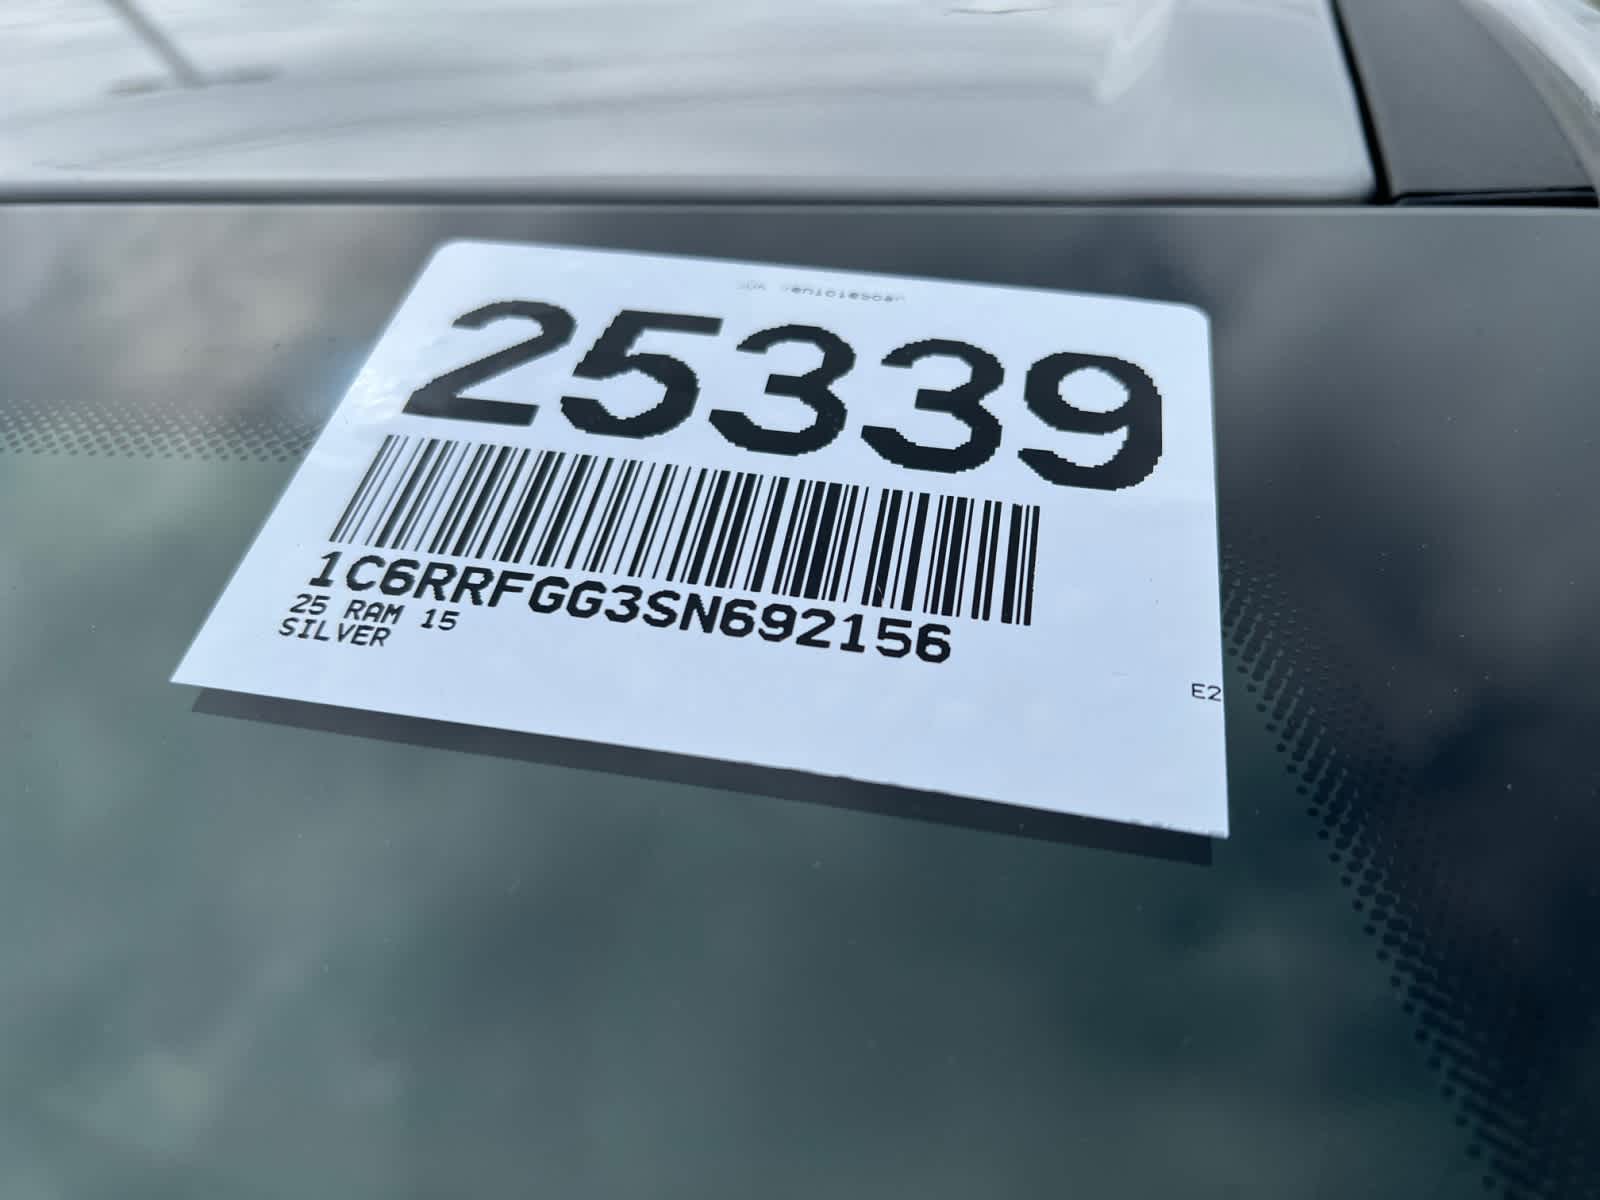 25339
1C6RRFGG3SN692156
25 RAM 15
SILVER
E2